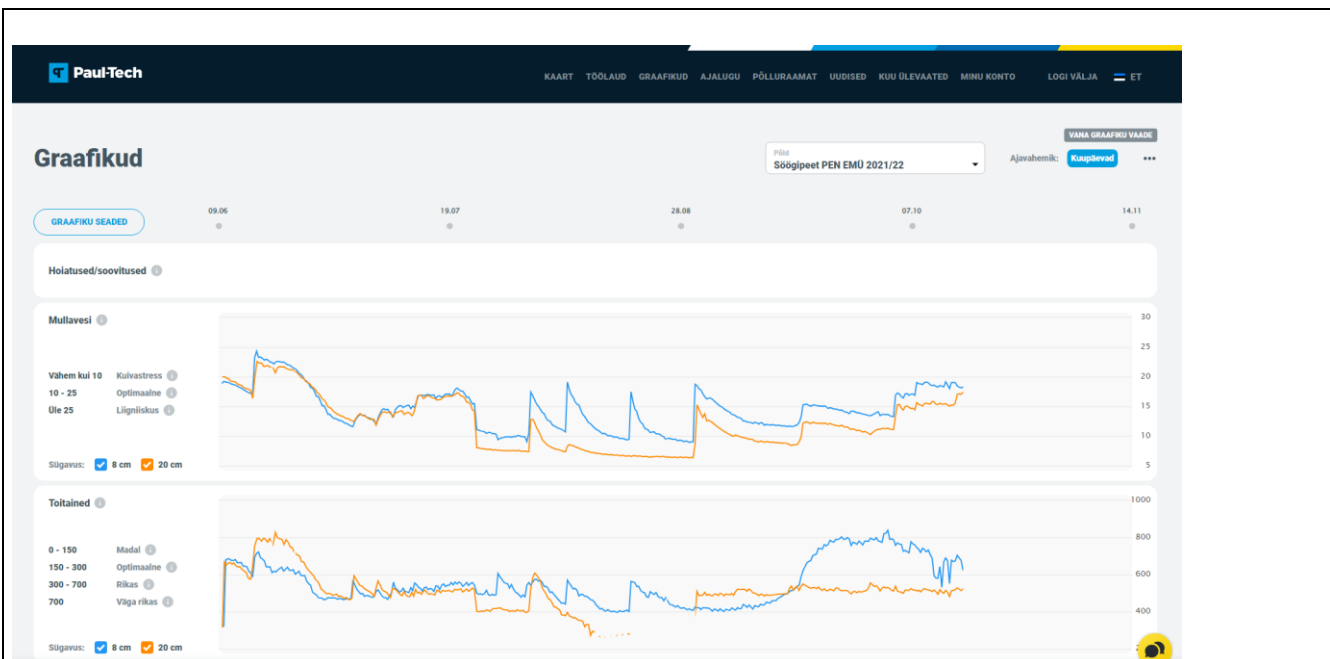 Paul-Tech
KAART TÖÖLAUD GRAAFIKUD AJALUGU PÕLLURAAMAT UUDISED KUU ÜLEVAATED MINU KONTO LOGI VÄLJA ET
VANA GRAAFIKU VAADE
Graafikud
Põld
Söögipeet PEN EMÜ 2021/22
Ajavahemik: Kuupäevad
GRAAFIKU SEADED
09.06 19.07 28.08 07.10 14.11
Hoiatused/soovitused
Mullavesi
Vähem kui 10 Kuivastress
10 - 25 Optimaalne
Üle 25 Liigniiskus
Sügavus: 8 cm 20 cm
30
25
20
15
10
5
Toitained
0 - 150 Madal
150 - 300 Optimaalne
300 - 700 Rikas
700 Väga rikas
Sügavus: 8 cm 20 cm
1000
800
600
400